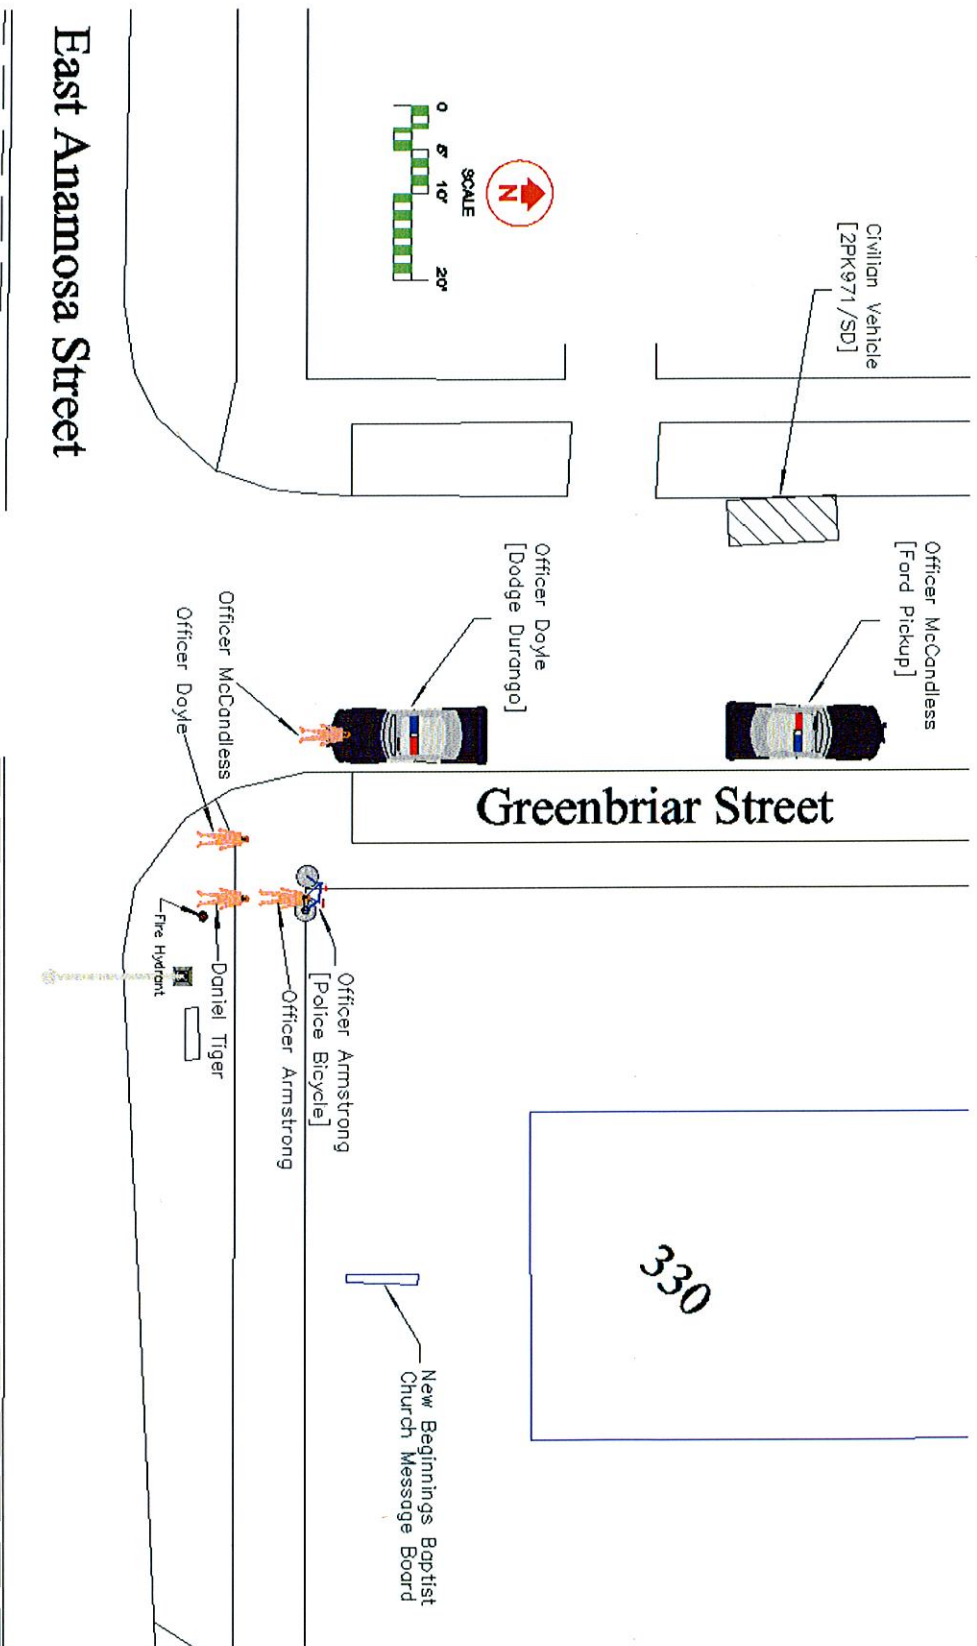 East Anamosa Street
0
5'
10'
20'
SCALE
N
Civilian Vehicle
[2PK971/SD]
Officer McCandless
[Ford Pickup]
Officer Doyle
[Dodge Durango]
Officer McCandless
Officer Doyle
Greenbriar Street
Officer Armstrong
[Police Bicycle]
Officer Armstrong
Daniel Tiger
Fire Hydrant
330
New Beginnings Baptist
Church Message Board